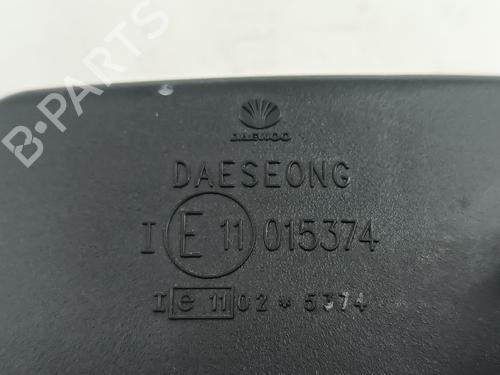 B-PARTS
DAEWOO
DAESEONG
I E 11 015374
I e 11 02 * 5374